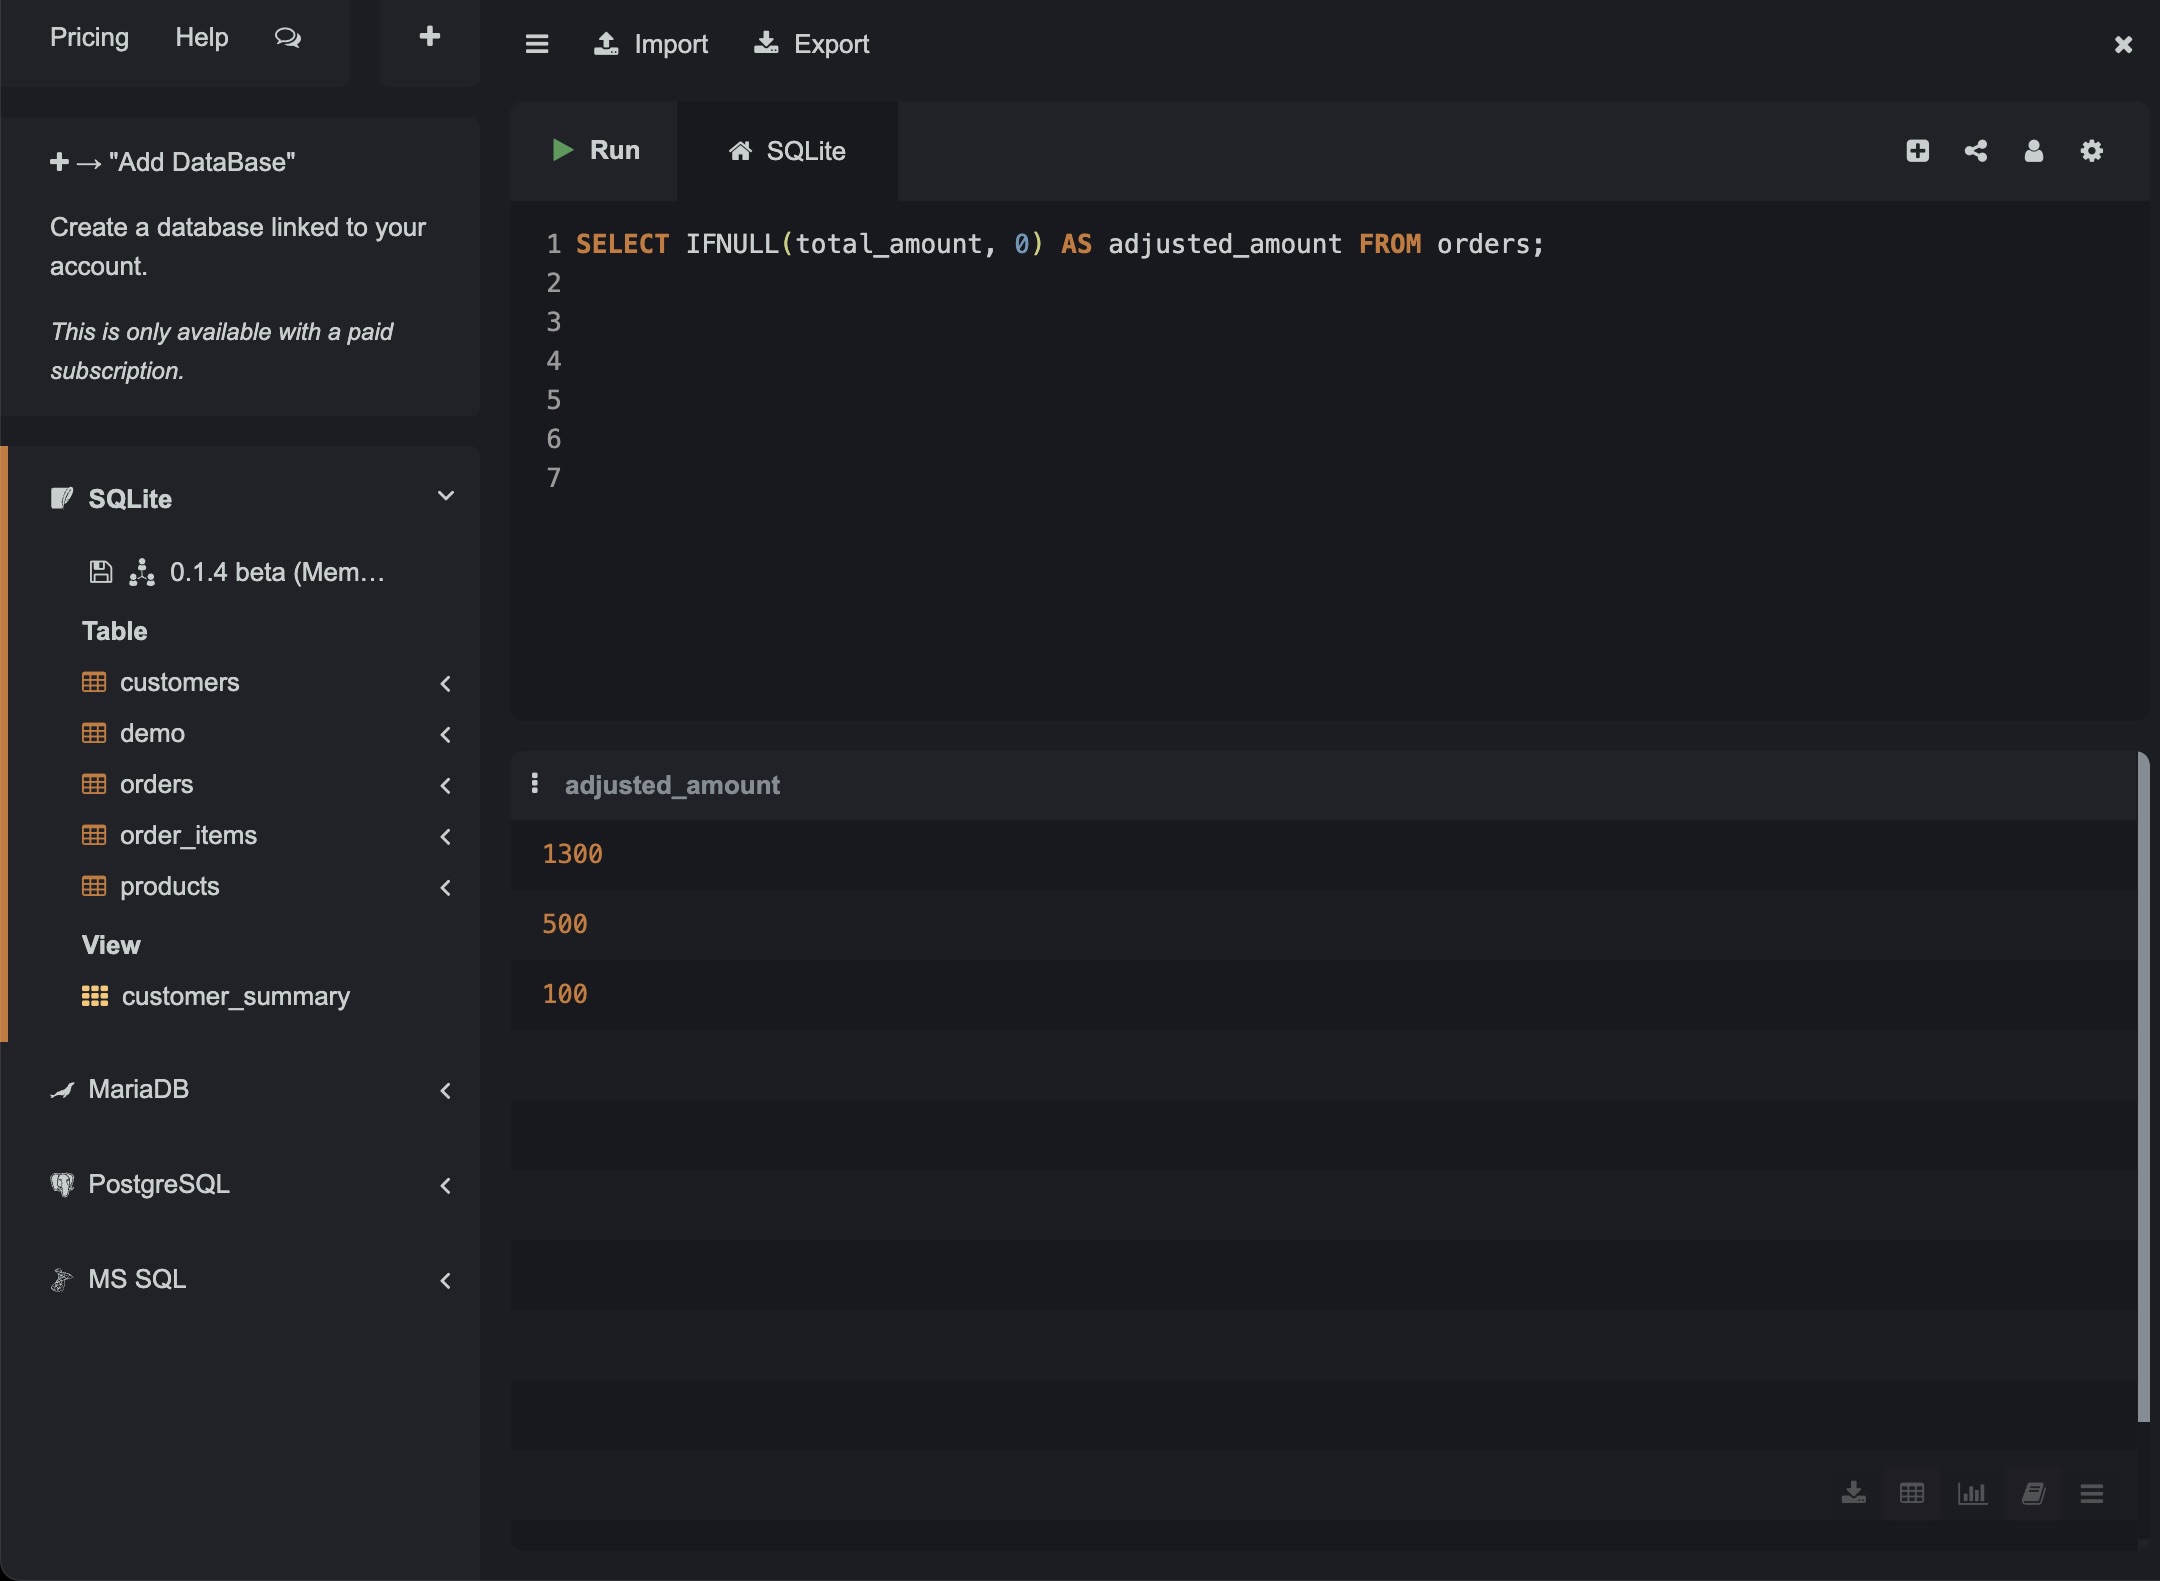 Pricing Help
Import Export
"Add DataBase"
Create a database linked to your
account.
This is only available with a paid
subscription.
SQLite
0.1.4 beta (Mem...
Table
customers
demo
orders
order_items
products
View
customer_summary
MariaDB
PostgreSQL
MS SQL
Run SQLite
1 SELECT IFNULL(total_amount, 0) AS adjusted_amount FROM orders;
2
3
4
5
6
7
adjusted_amount
1300
500
100